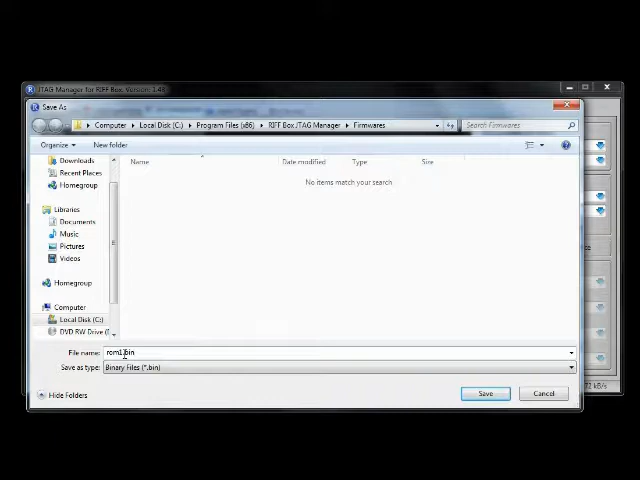 JTAG Manager for RIFF Box. Version: 1.43
Save As
Computer ▸ Local Disk (C:) ▸ Program Files (x86) ▸ RIFF Box JTAG Manager ▸ Firmwares
Search Firmwares
Organize
New folder
Name
Date modified
Type
Size
No items match your search
Downloads
Recent Places
Homegroup
Libraries
Documents
Music
Pictures
Videos
Homegroup
Computer
Local Disk (C:)
DVD RW Drive (
File name: rom1.bin
Save as type: Binary Files (*.bin)
Hide Folders
Save
Cancel
72 kB/s